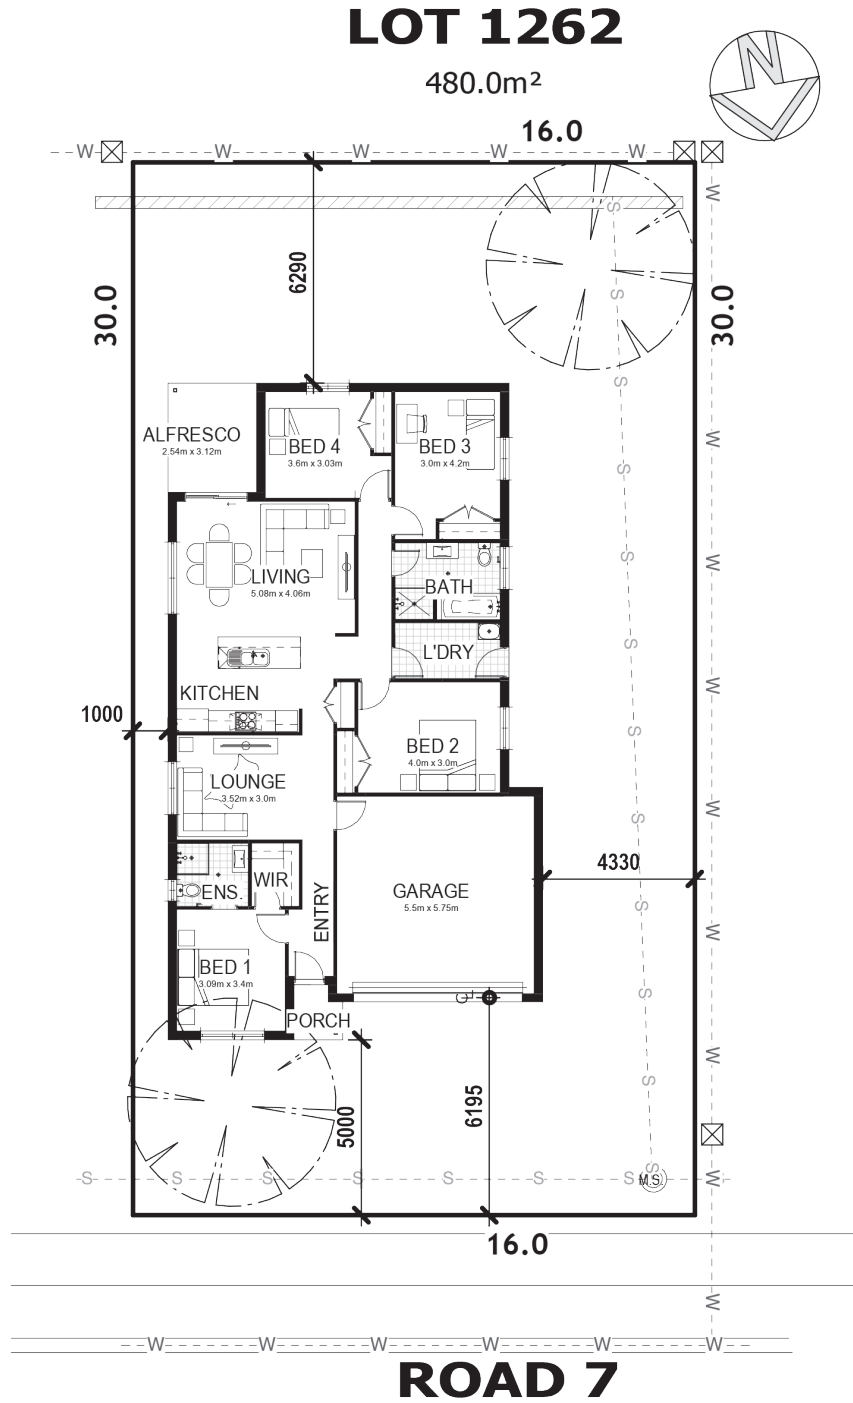 LOT 1262
480.0m²
N
16.0
W W W W W
W
S
6290
30.0
30.0
S
S
ALFRESCO
2.54m x 3.12m
BED 4
3.6m x 3.03m
BED 3
3.0m x 4.2m
W
S
LIVING
5.08m x 4.06m
BATH
S
W
L'DRY
S
KITCHEN
W
1000
BED 2
4.0m x 3.0m
S
LOUNGE
3.52m x 3.0m
W
S
4330
ENS.
WIR
ENTRY
GARAGE
5.5m x 5.75m
S
W
BED 1
3.09m x 3.4m
S
PORCH
W
5000
6195
S
S S S S S S S
S
M.S.
W
16.0
W
W W W W W W
ROAD 7